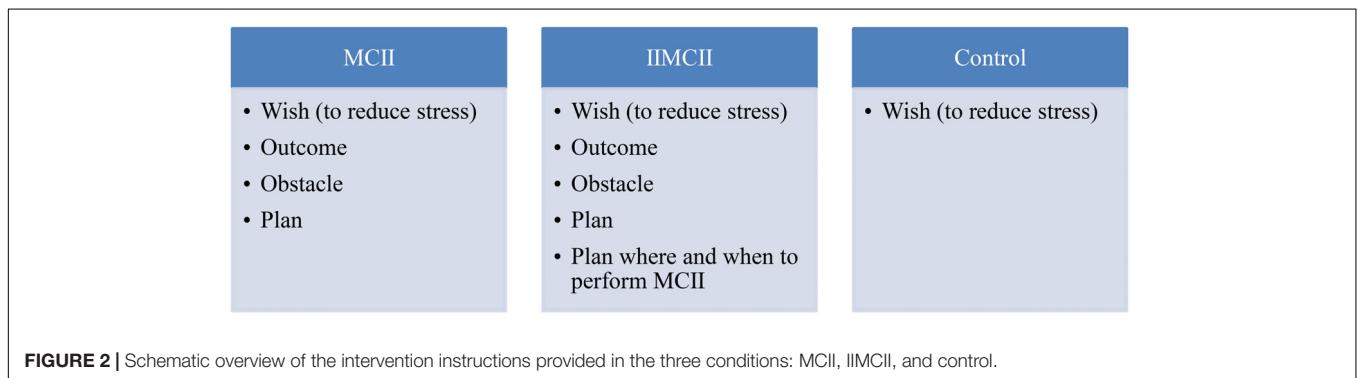 MCII
• Wish (to reduce stress)
• Outcome
• Obstacle
• Plan
IIMCII
• Wish (to reduce stress)
• Outcome
• Obstacle
• Plan
• Plan where and when to
perform MCII
Control
• Wish (to reduce stress)
FIGURE 2 | Schematic overview of the intervention instructions provided in the three conditions: MCII, IIMCII, and control.